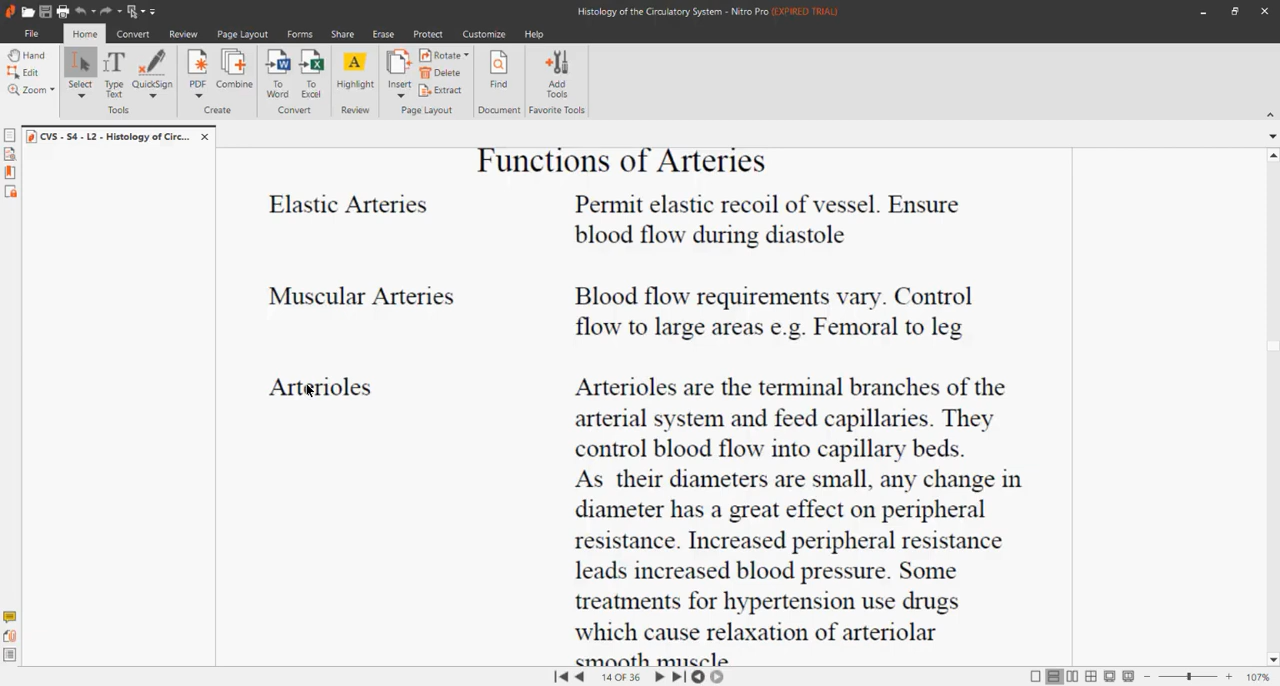 Histology of the Circulatory System - Nitro Pro (EXPIRED TRIAL)
File Home Convert Review Page Layout Forms Share Erase Protect Customize Help
Hand
Edit
Zoom
Select
Type Text
QuickSign
Tools
PDF
Combine
Create
To Word
To Excel
Convert
Highlight
Review
Insert
Rotate
Delete
Extract
Page Layout
Find
Document
Add Tools
Favorite Tools
CVS - S4 - L2 - Histology of Circ...
Functions of Arteries
Elastic Arteries
Permit elastic recoil of vessel. Ensure
blood flow during diastole
Muscular Arteries
Blood flow requirements vary. Control
flow to large areas e.g. Femoral to leg
Arterioles
Arterioles are the terminal branches of the
arterial system and feed capillaries. They
control blood flow into capillary beds.
As their diameters are small, any change in
diameter has a great effect on peripheral
resistance. Increased peripheral resistance
leads increased blood pressure. Some
treatments for hypertension use drugs
which cause relaxation of arteriolar
smooth muscle
14 OF 36
107%